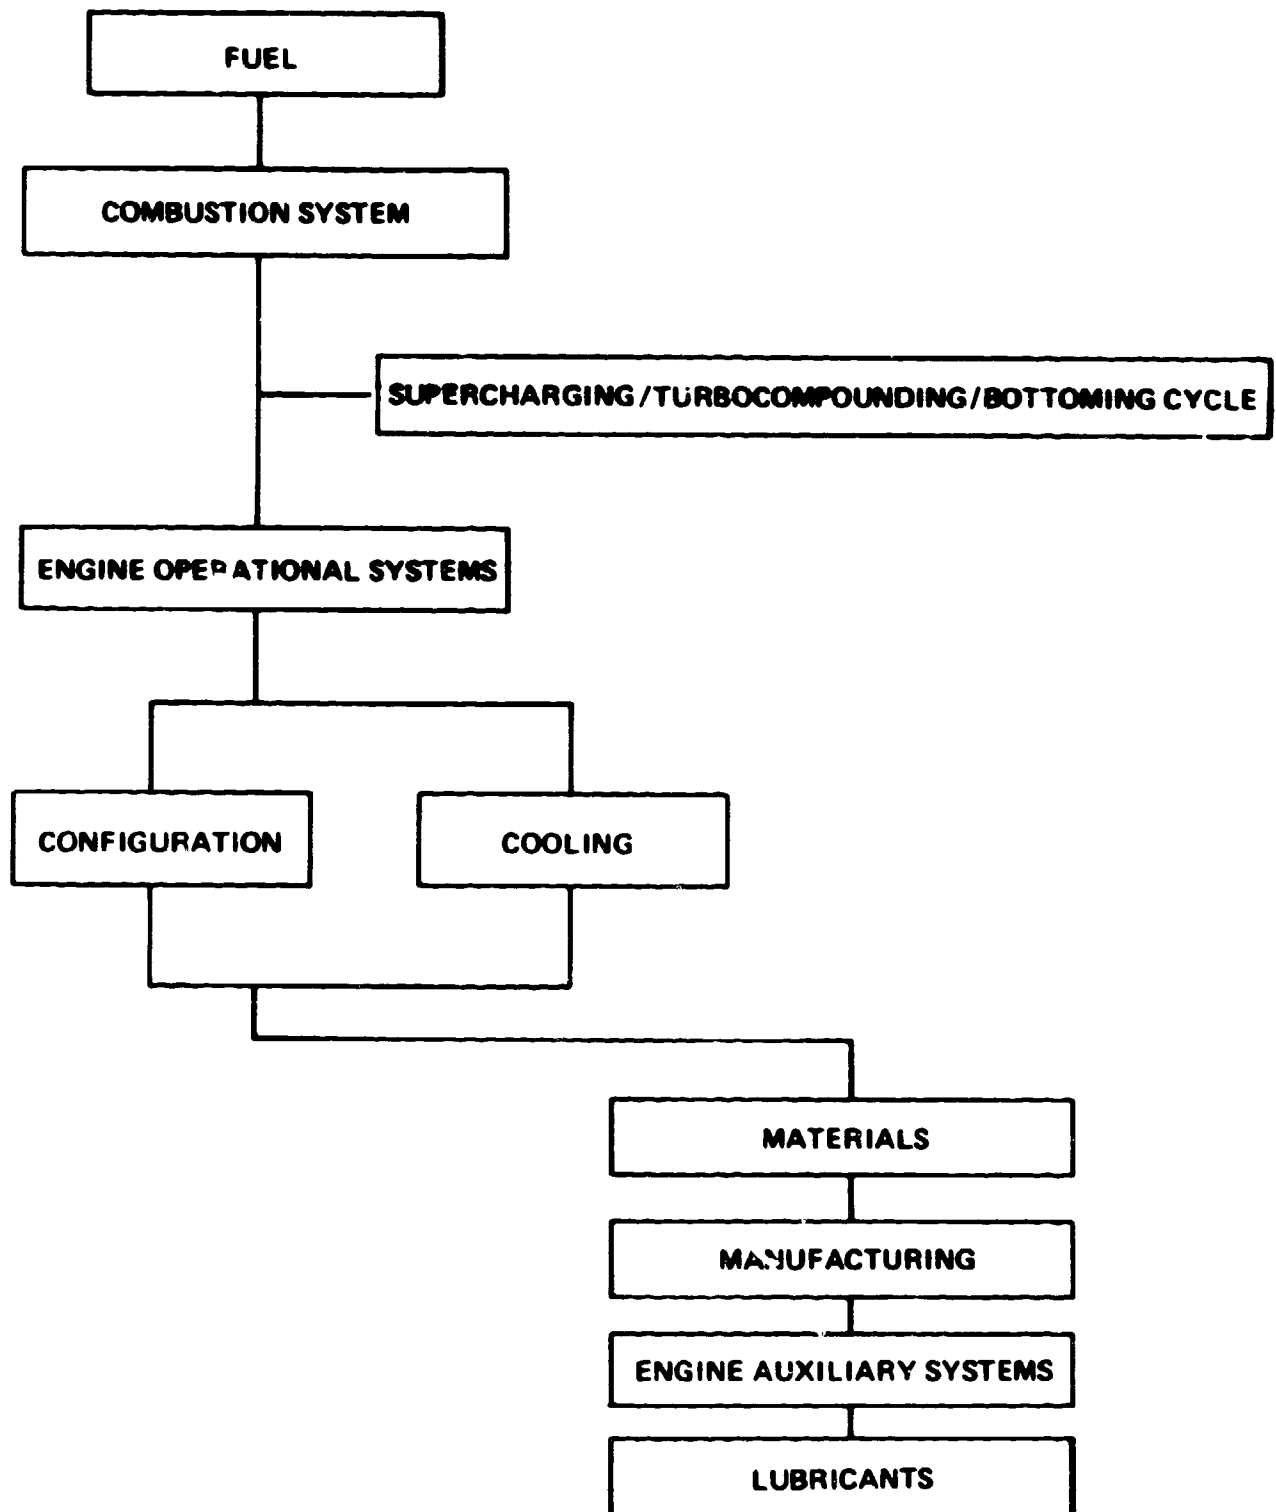 FUEL
COMBUSTION SYSTEM
SUPERCHARGING/TURBOCOMPOUNDING/BOTTOMING CYCLE
ENGINE OPERATIONAL SYSTEMS
CONFIGURATION
COOLING
MATERIALS
MANUFACTURING
ENGINE AUXILIARY SYSTEMS
LUBRICANTS